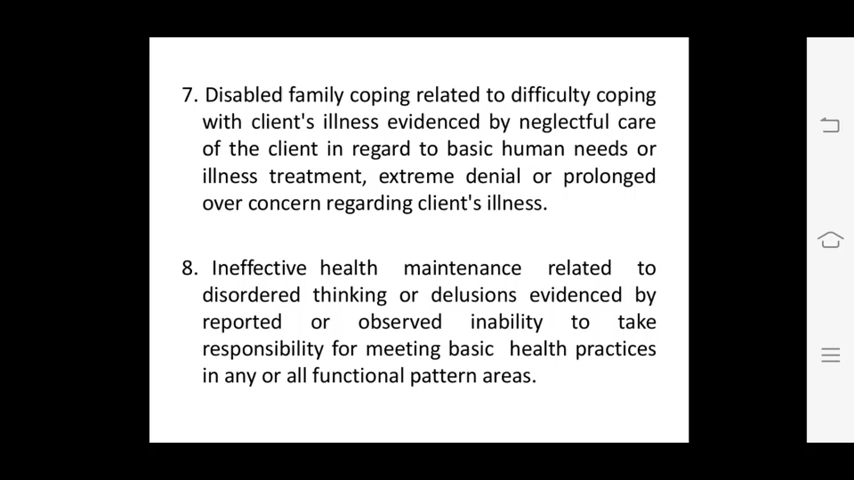 7. Disabled family coping related to difficulty coping
with client's illness evidenced by neglectful care
of the client in regard to basic human needs or
illness treatment, extreme denial or prolonged
over concern regarding client's illness.
8. Ineffective health maintenance related to
disordered thinking or delusions evidenced by
reported or observed inability to take
responsibility for meeting basic health practices
in any or all functional pattern areas.